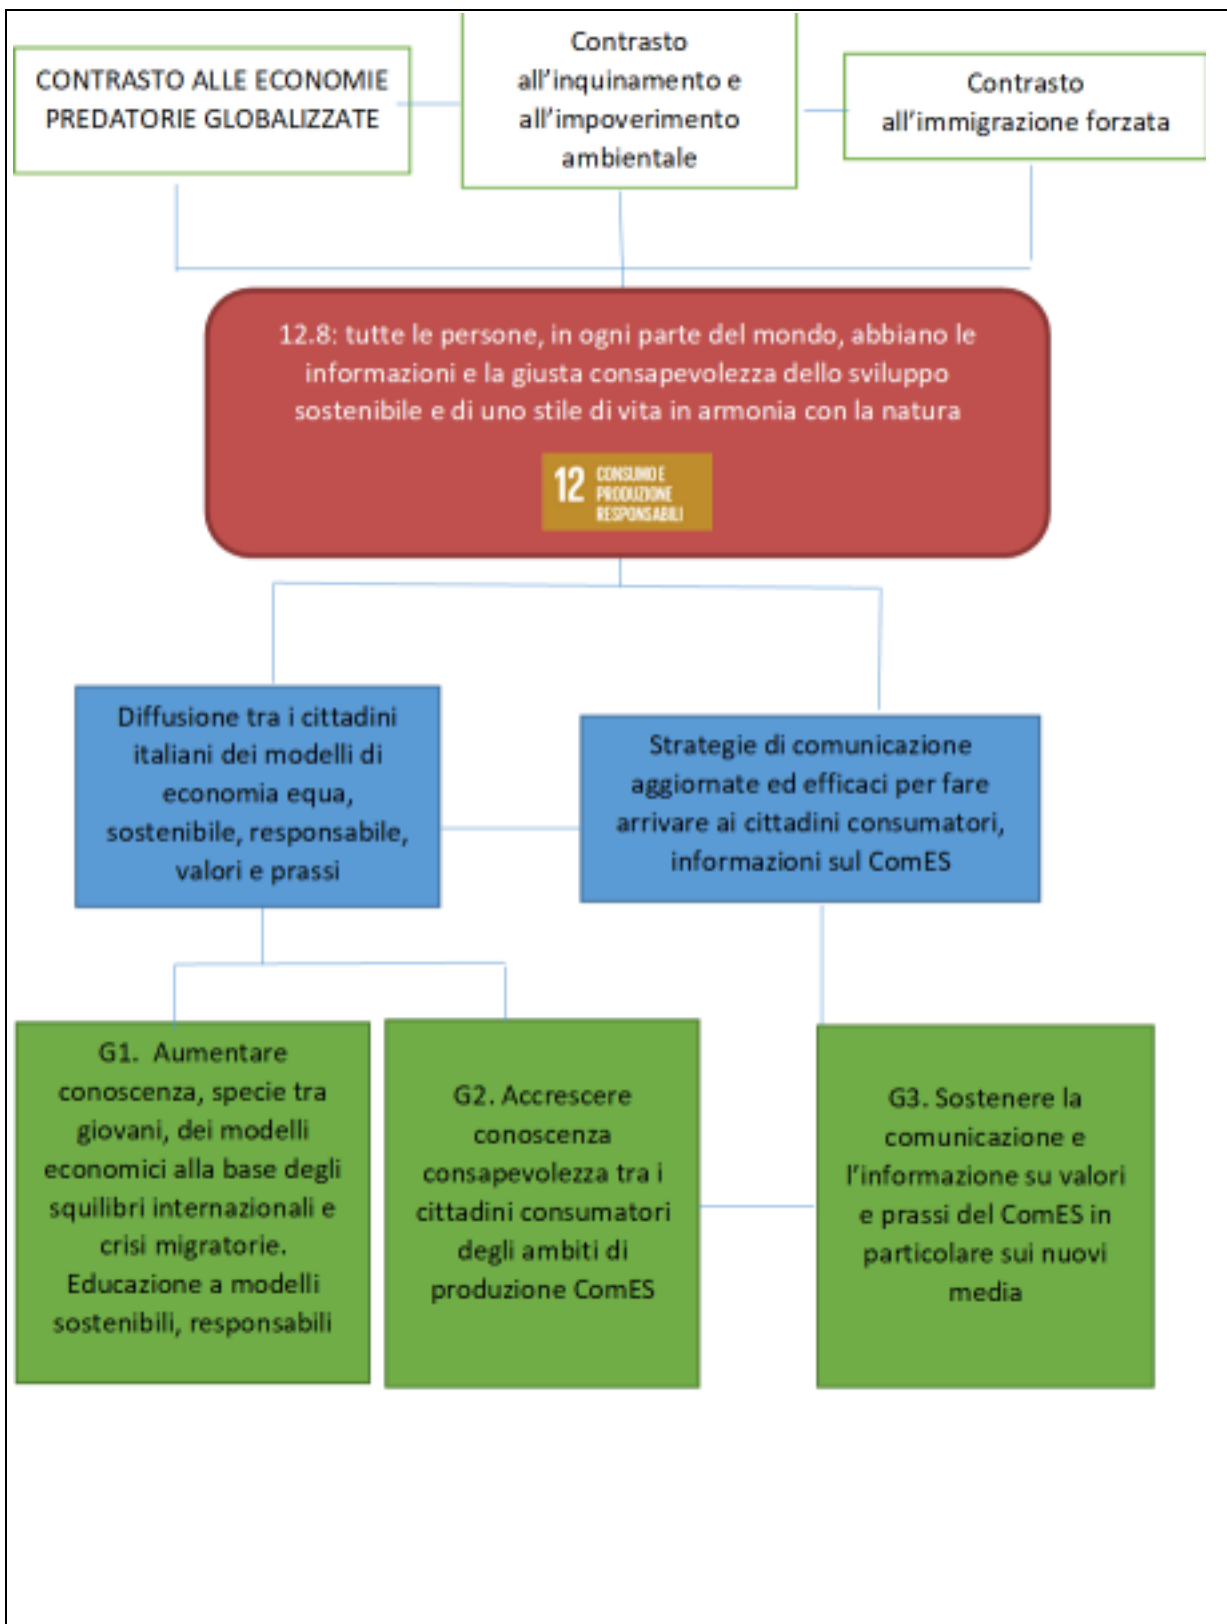 CONTRASTO ALLE ECONOMIE
PREDATORIE GLOBALIZZATE
Contrasto
all'inquinamento e
all'impoverimento
ambientale
Contrasto
all'immigrazione forzata
12.8: tutte le persone, in ogni parte del mondo, abbiano le
informazioni e la giusta consapevolezza dello sviluppo
sostenibile e di uno stile di vita in armonia con la natura
12 CONSUMO E
PRODUZIONE
RESPONSABILI
Diffusione tra i cittadini
italiani dei modelli di
economia equa,
sostenibile, responsabile,
valori e prassi
Strategie di comunicazione
aggiornate ed efficaci per fare
arrivare ai cittadini consumatori,
informazioni sul ComES
G1. Aumentare
conoscenza, specie tra
giovani, dei modelli
economici alla base degli
squilibri internazionali e
crisi migratorie.
Educazione a modelli
sostenibili, responsabili
G2. Accrescere
conoscenza
consapevolezza tra i
cittadini consumatori
degli ambiti di
produzione ComES
G3. Sostenere la
comunicazione e
l'informazione su valori
e prassi del ComES in
particolare sui nuovi
media